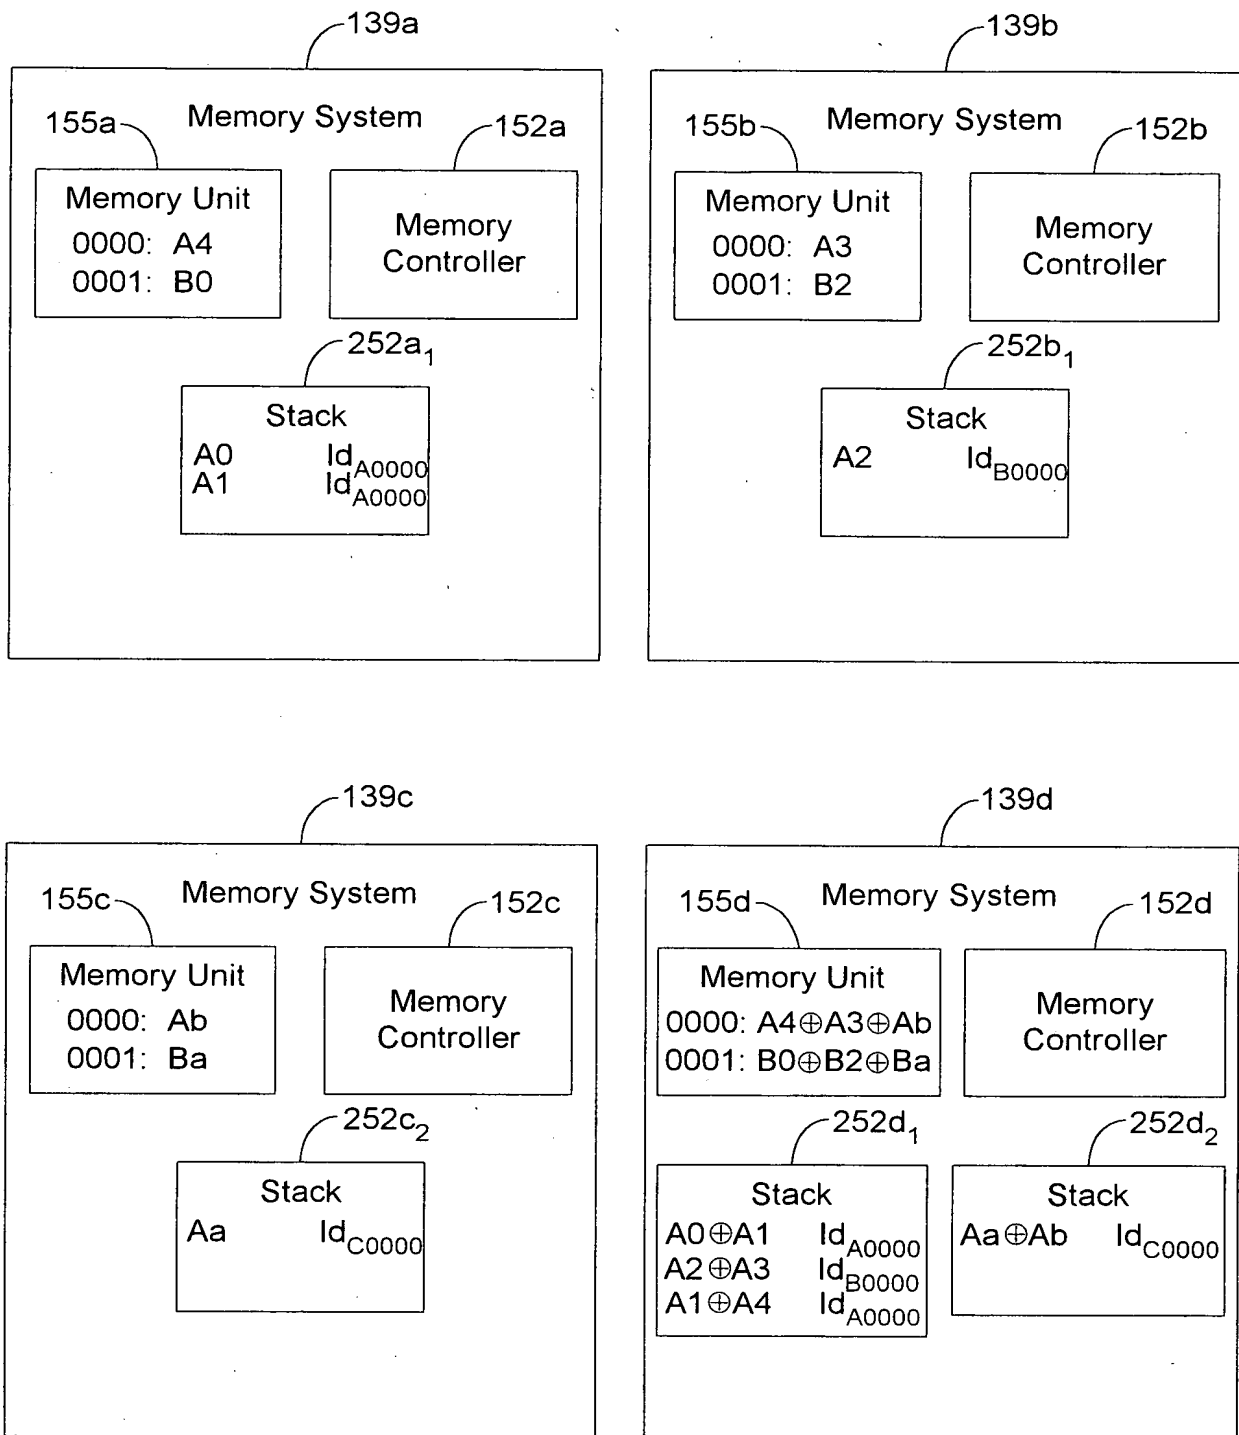 139a
Memory System
155a
152a
Memory Unit
0000: A4
0001: B0
Memory
Controller
252a1
Stack
A0 IdA0000
A1 IdA0000
139b
Memory System
155b
152b
Memory Unit
0000: A3
0001: B2
Memory
Controller
252b1
Stack
A2 IdB0000
139c
Memory System
155c
152c
Memory Unit
0000: Ab
0001: Ba
Memory
Controller
252c2
Stack
Aa IdC0000
139d
Memory System
155d
152d
Memory Unit
0000: A4⊕A3⊕Ab
0001: B0⊕B2⊕Ba
Memory
Controller
252d1
Stack
A0⊕A1 IdA0000
A2⊕A3 IdB0000
A1⊕A4 IdA0000
252d2
Stack
Aa⊕Ab IdC0000